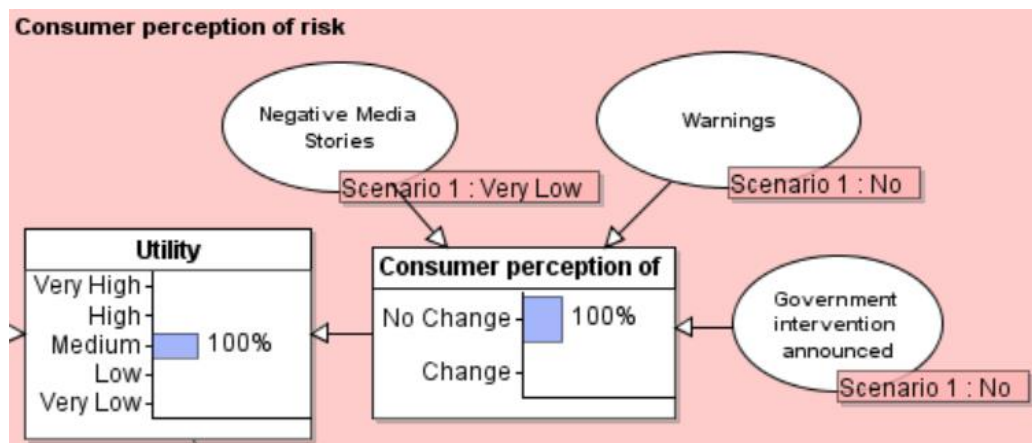 Consumer perception of risk
Negative Media
Stories
Scenario 1 : Very Low
Warnings
Scenario 1 : No
Utility
Very High
High
Medium
100%
Low
Very Low
Consumer perception of
No Change
100%
Change
Government
intervention
announced
Scenario 1 : No